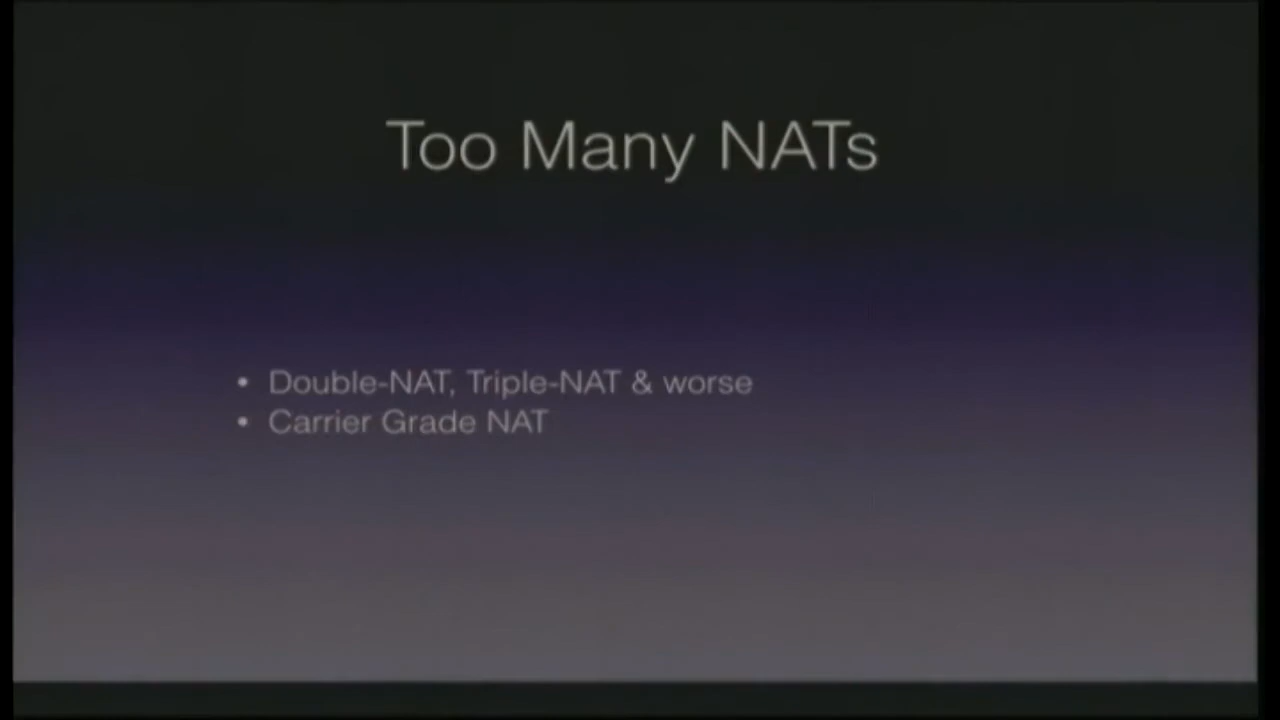 Too Many NATs
• Double-NAT, Triple-NAT & worse
• Carrier Grade NAT